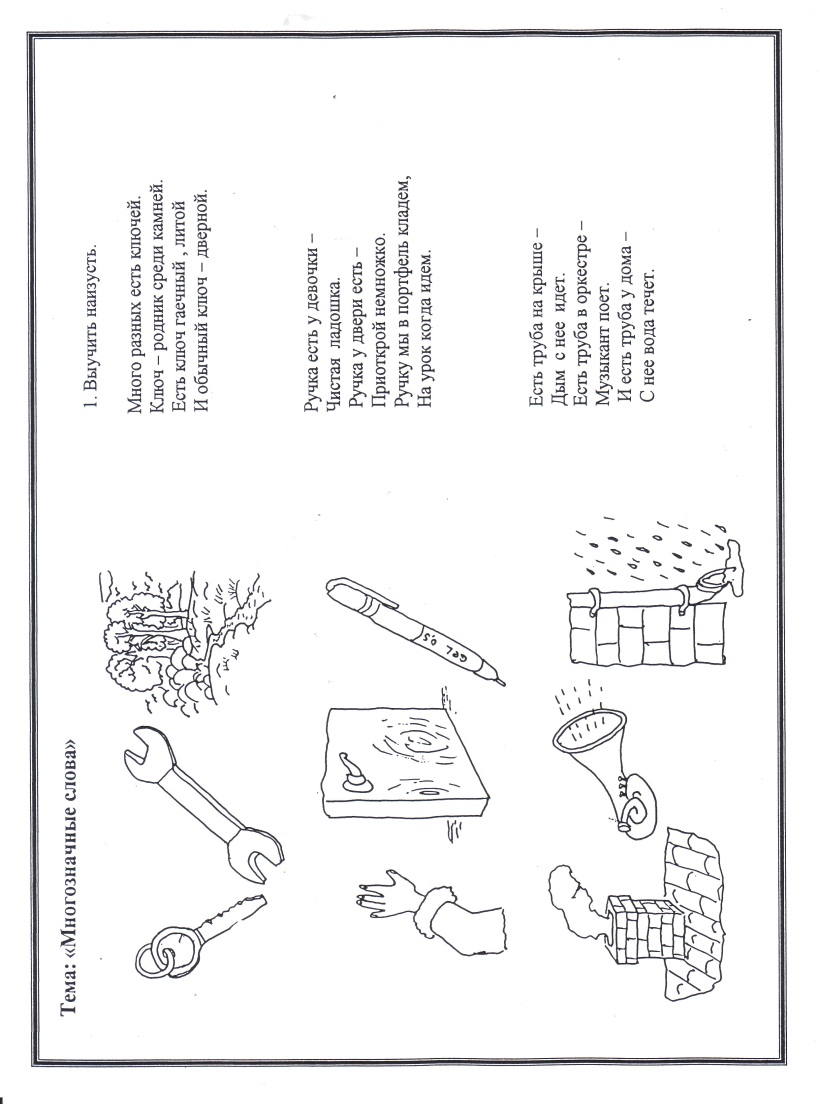 Тема: «Многозначные слова»
1. Выучить наизусть.
Много разных есть ключей.
Ключ – родник среди камней.
Есть ключ гаечный , литой
И обычный ключ – дверной.
Ручка есть у девочки –
Чистая ладошка.
Ручка у двери есть –
Приоткрой немножко.
Ручку мы в портфель кладем,
На урок когда идем.
Есть труба на крыше –
Дым с нее идет.
Есть труба в оркестре –
Музыкант поет.
И есть труба у дома –
С нее вода течет.
GEL 0,5